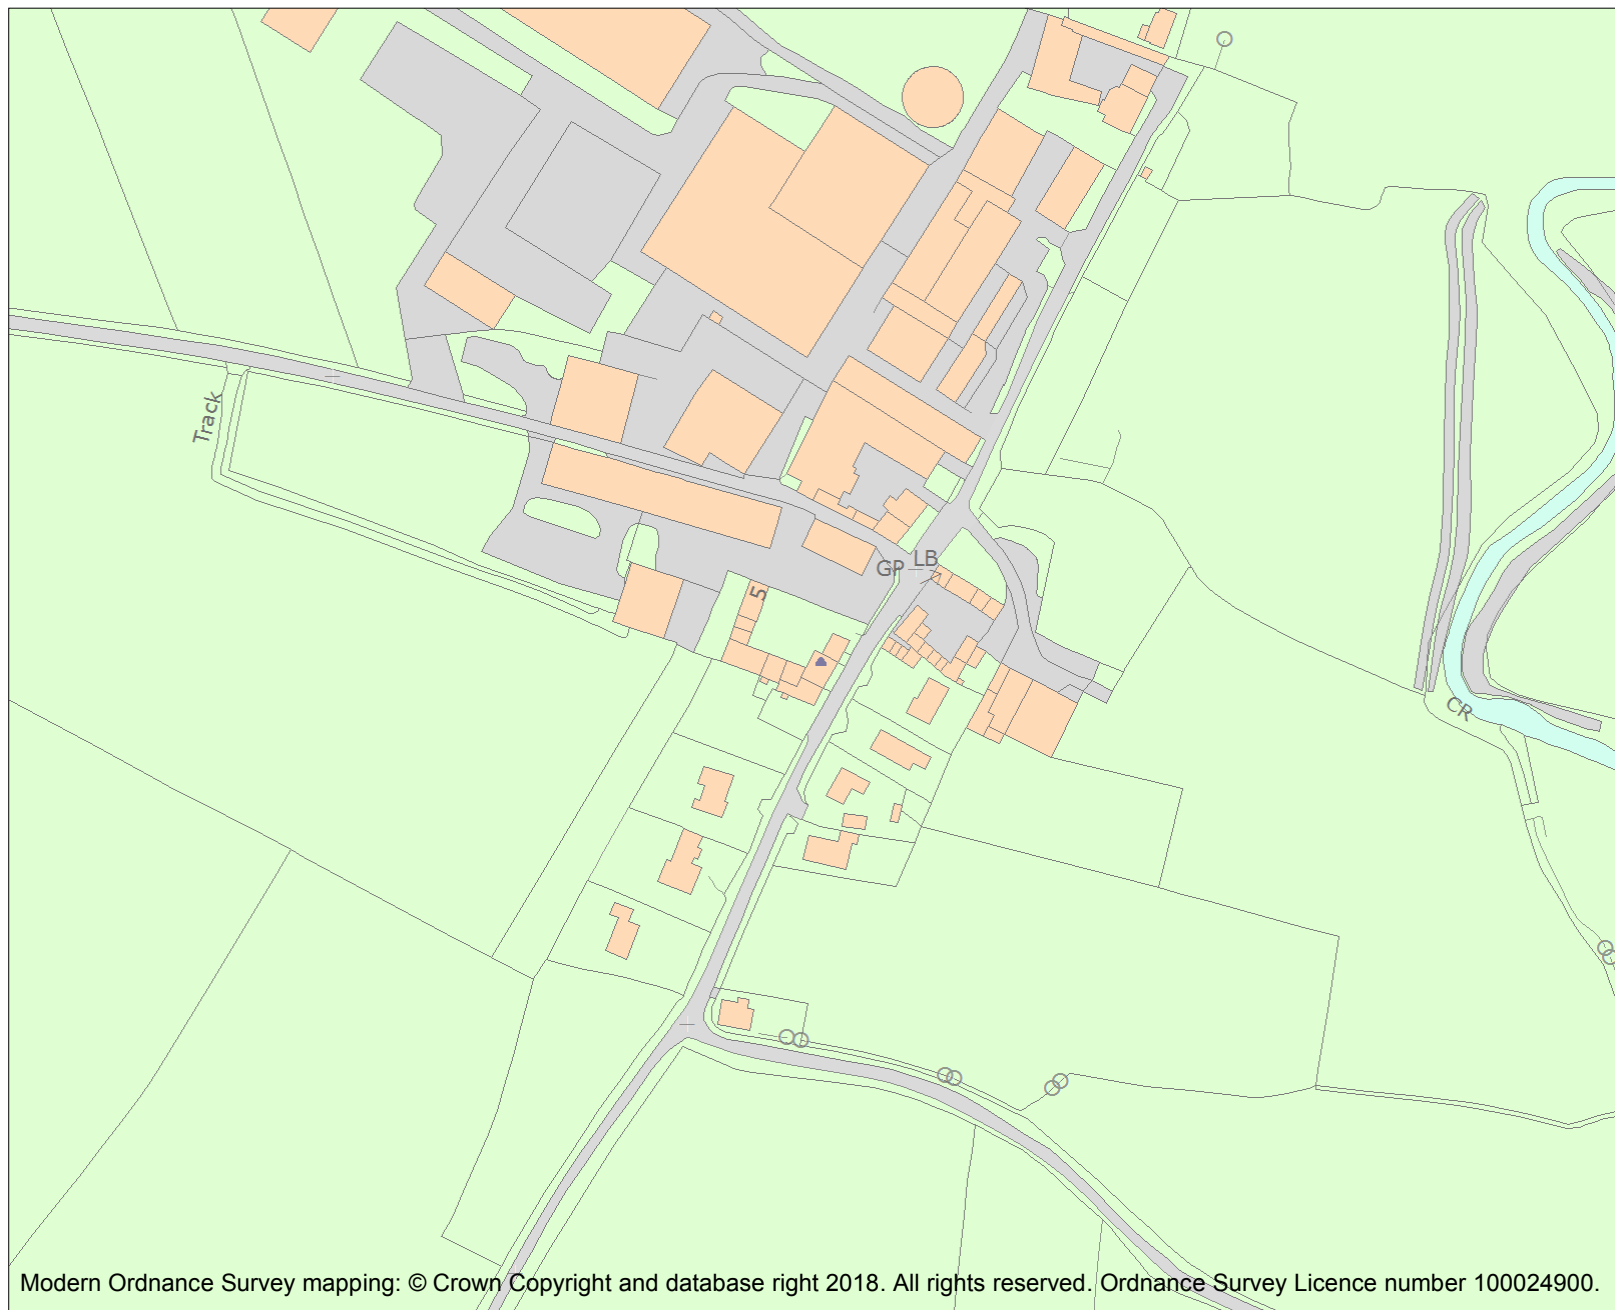 Track
GP
LB
5
CR
Modern Ordnance Survey mapping: © Crown Copyright and database right 2018. All rights reserved. Ordnance Survey Licence number 100024900.